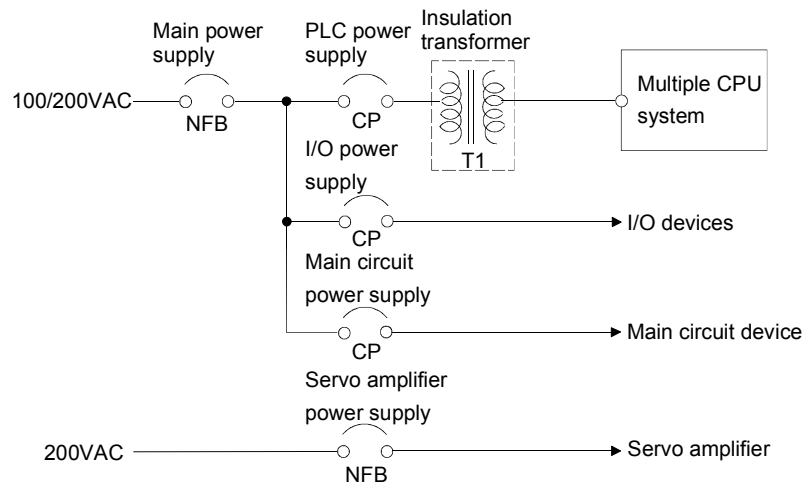 Main power
supply
PLC power
supply
Insulation
transformer
100/200VAC
NFB
CP
T1
Multiple CPU
system
I/O power
supply
CP
I/O devices
Main circuit
power supply
CP
Main circuit device
Servo amplifier
power supply
200VAC
NFB
Servo amplifier